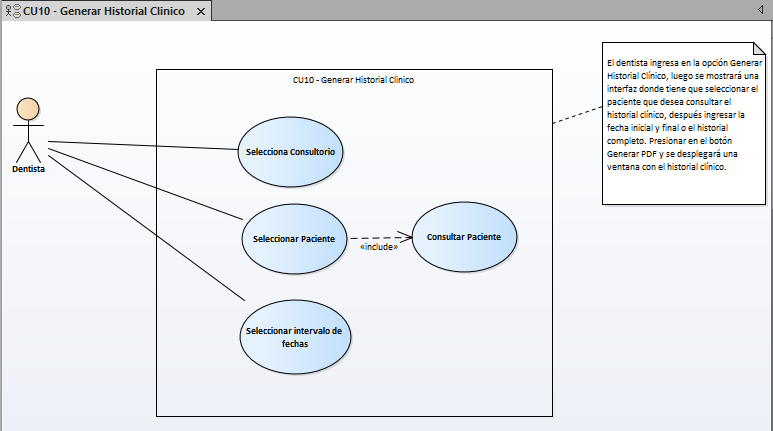 CU10 - Generar Historial Clinico
CU10 - Generar Historial Clinico
Dentista
Selecciona Consultorio
Seleccionar Paciente
«include»
Consultar Paciente
Seleccionar intervalo de
fechas
El dentista ingresa en la opción Generar
Historial Clínico, luego se mostrará una
interfaz donde tiene que seleccionar el
paciente que desea consultar el
historial clínico, después ingresar la
fecha inicial y final o el historial
completo. Presionar en el botón
Generar PDF y se desplegará una
ventana con el historial clínico.